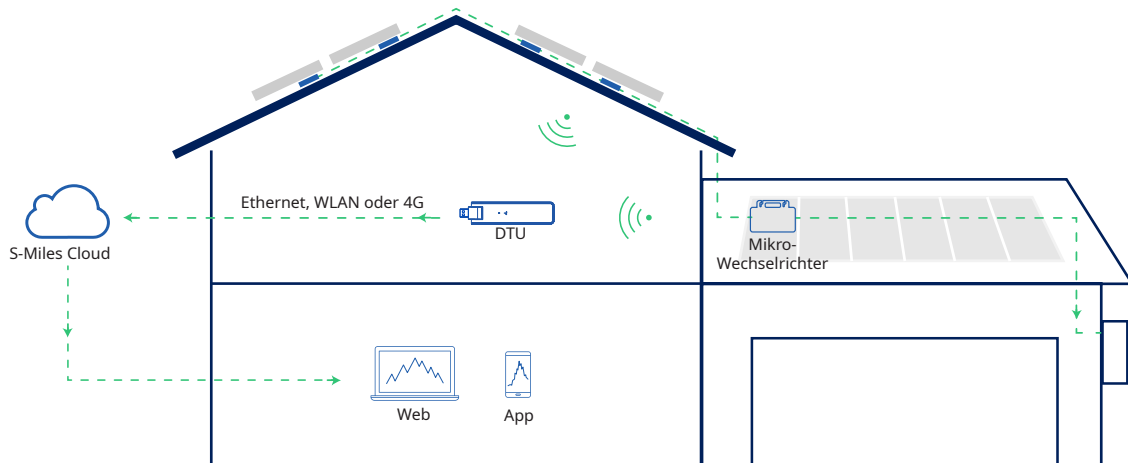 Ethernet, WLAN oder 4G
DTU
S-Miles Cloud
Mikro-
Wechselrichter
Web
App